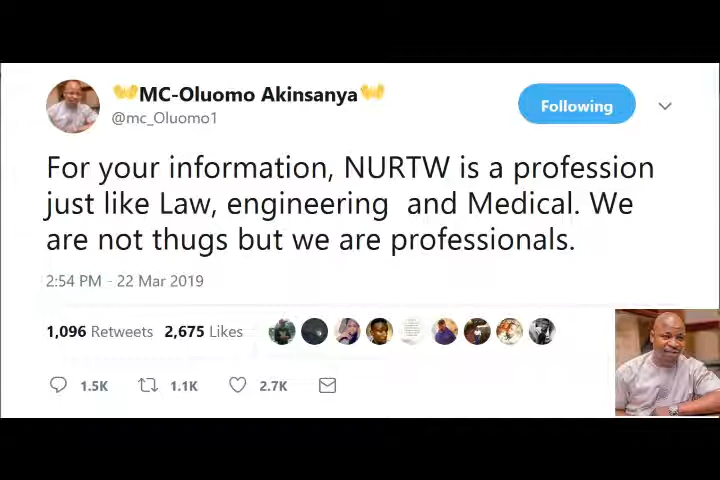 👐MC-Oluomo Akinsanya👐
Following
@mc_Oluomo1
For your information, NURTW is a profession
just like Law, engineering  and Medical. We
are not thugs but we are professionals.
2:54 PM - 22 Mar 2019
1,096 Retweets 2,675 Likes
1.5K 1.1K 2.7K